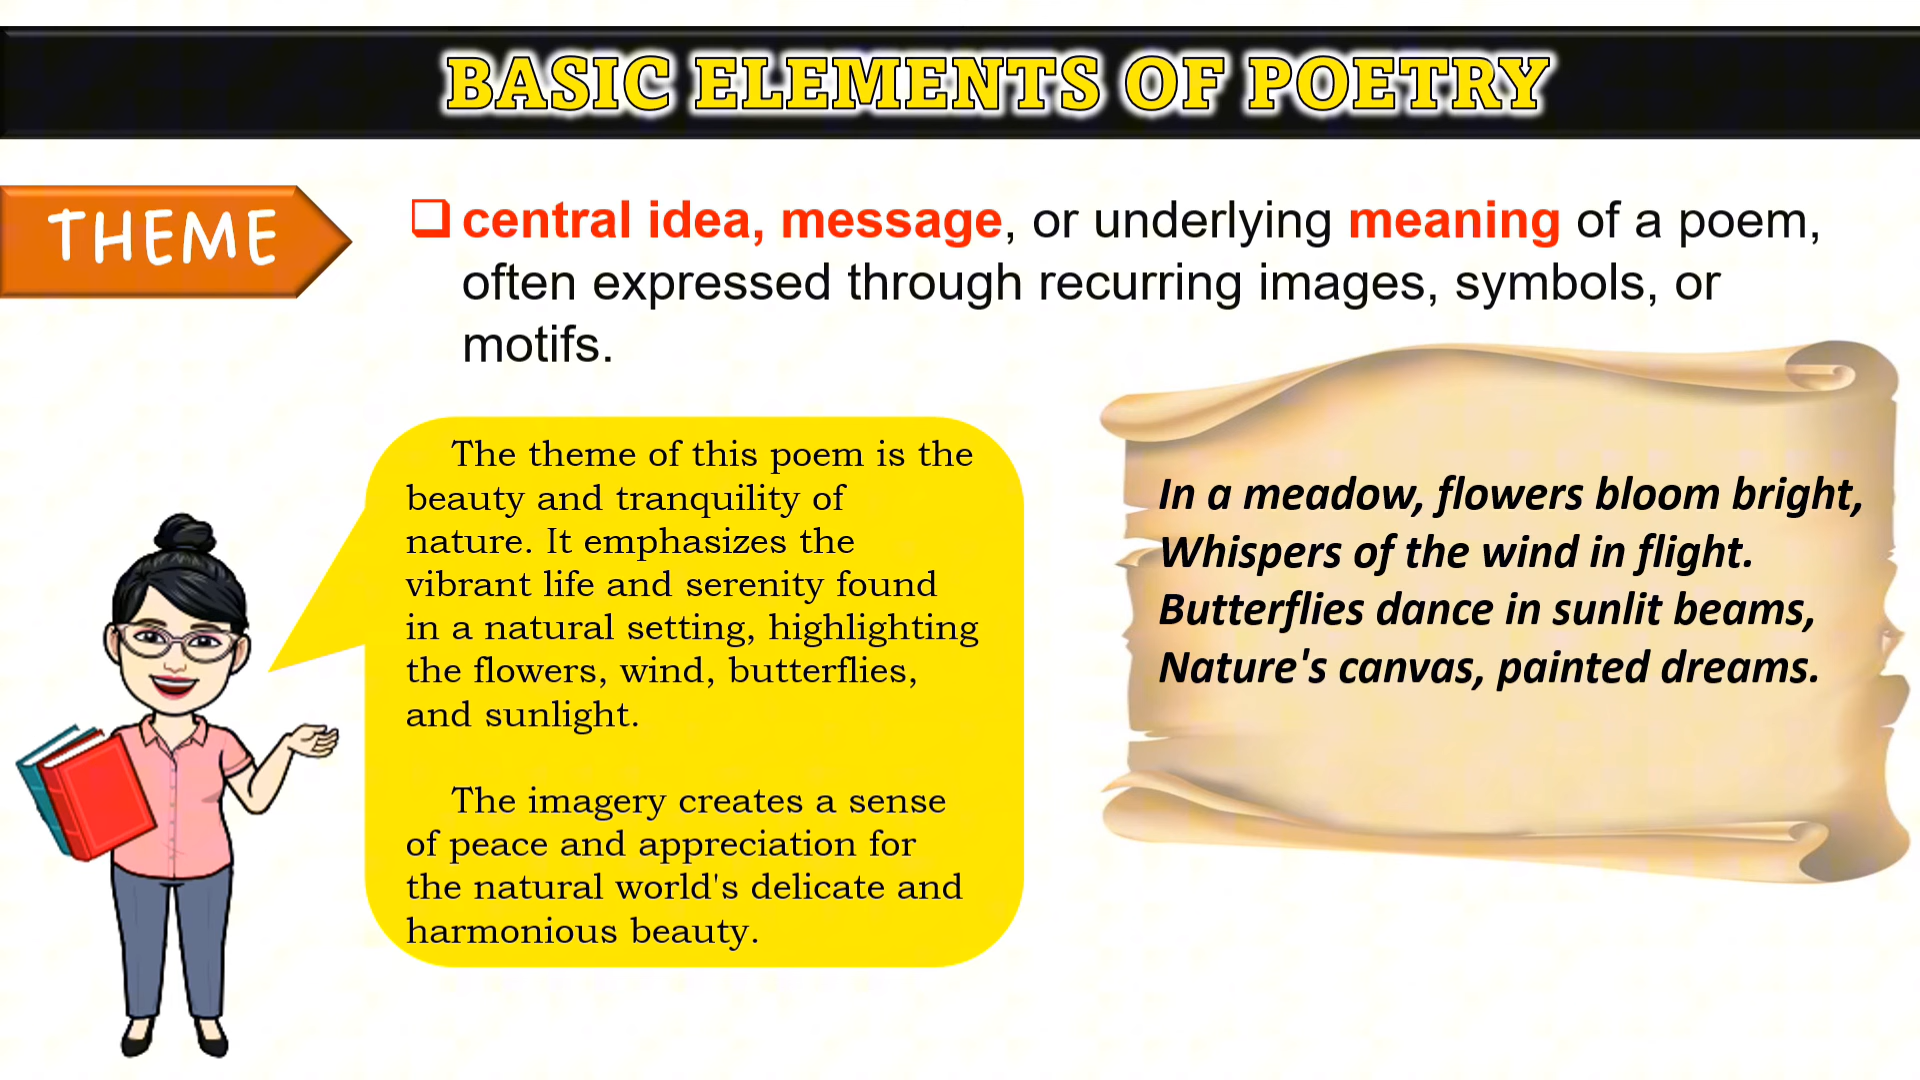 BASIC ELEMENTS OF POETRY
THEME
central idea, message, or underlying meaning of a poem,
often expressed through recurring images, symbols, or
motifs.
The theme of this poem is the
beauty and tranquility of
nature. It emphasizes the
vibrant life and serenity found
in a natural setting, highlighting
the flowers, wind, butterflies,
and sunlight.
The imagery creates a sense
of peace and appreciation for
the natural world's delicate and
harmonious beauty.
In a meadow, flowers bloom bright,
Whispers of the wind in flight.
Butterflies dance in sunlit beams,
Nature's canvas, painted dreams.